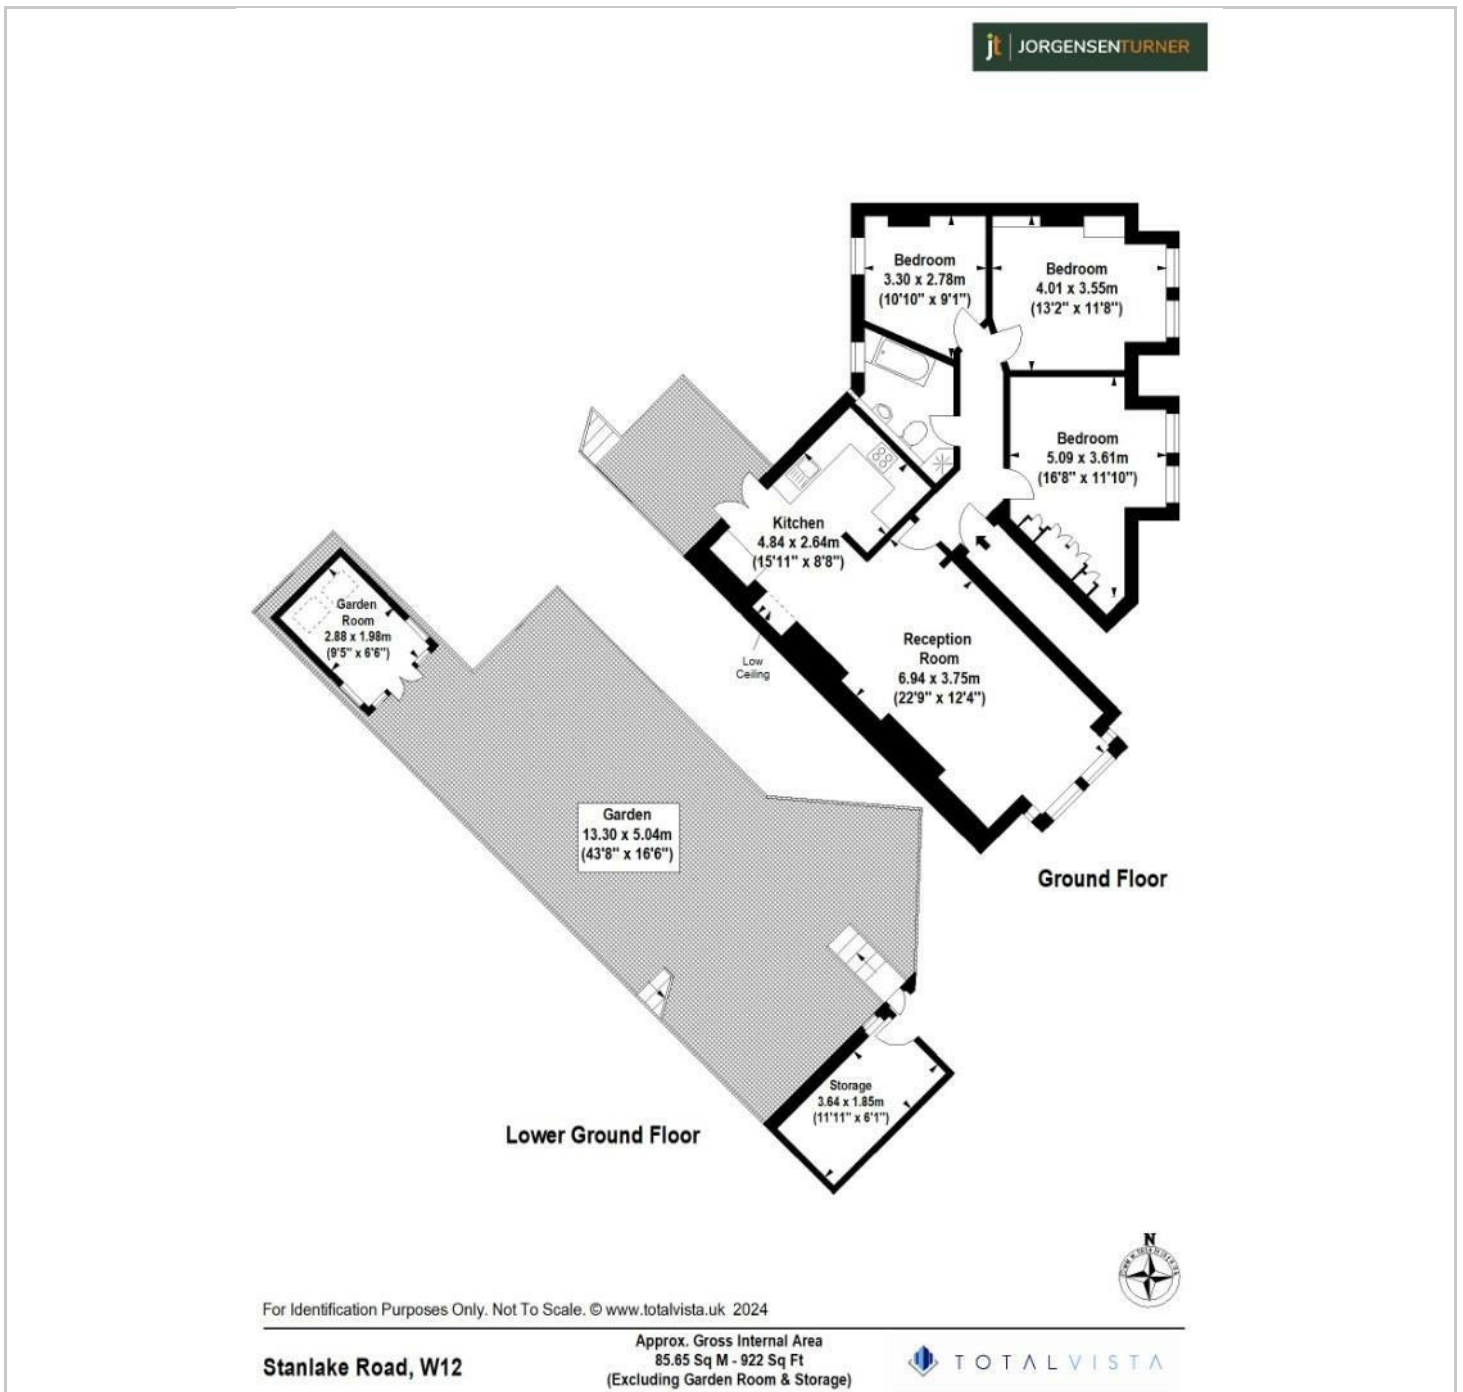 jt JORGENSENTURNER
Bedroom
3.30 x 2.78m
(10'10" x 9'1")
Bedroom
4.01 x 3.55m
(13'2" x 11'8")
Bedroom
5.09 x 3.61m
(16'8" x 11'10")
Kitchen
4.84 x 2.64m
(15'11" x 8'8")
Garden
Room
2.88 x 1.98m
(9'5" x 6'6")
Reception
Room
6.94 x 3.75m
(22'9" x 12'4")
Low
Ceiling
Garden
13.30 x 5.04m
(43'8" x 16'6")
Ground Floor
Storage
3.64 x 1.85m
(11'11" x 6'1")
Lower Ground Floor
N
For Identification Purposes Only. Not To Scale. © www.totalvista.uk 2024
Stanlake Road, W12
Approx. Gross Internal Area
85.65 Sq M - 922 Sq Ft
(Excluding Garden Room & Storage)
TOTALVISTA